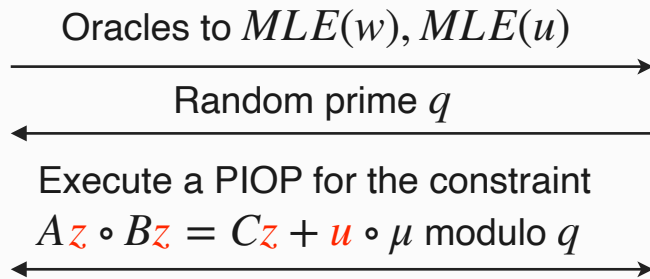 Oracles to MLE(w), MLE(u)
Random prime q
Execute a PIOP for the constraint
Az ∘ Bz = Cz + u ∘ μ modulo q